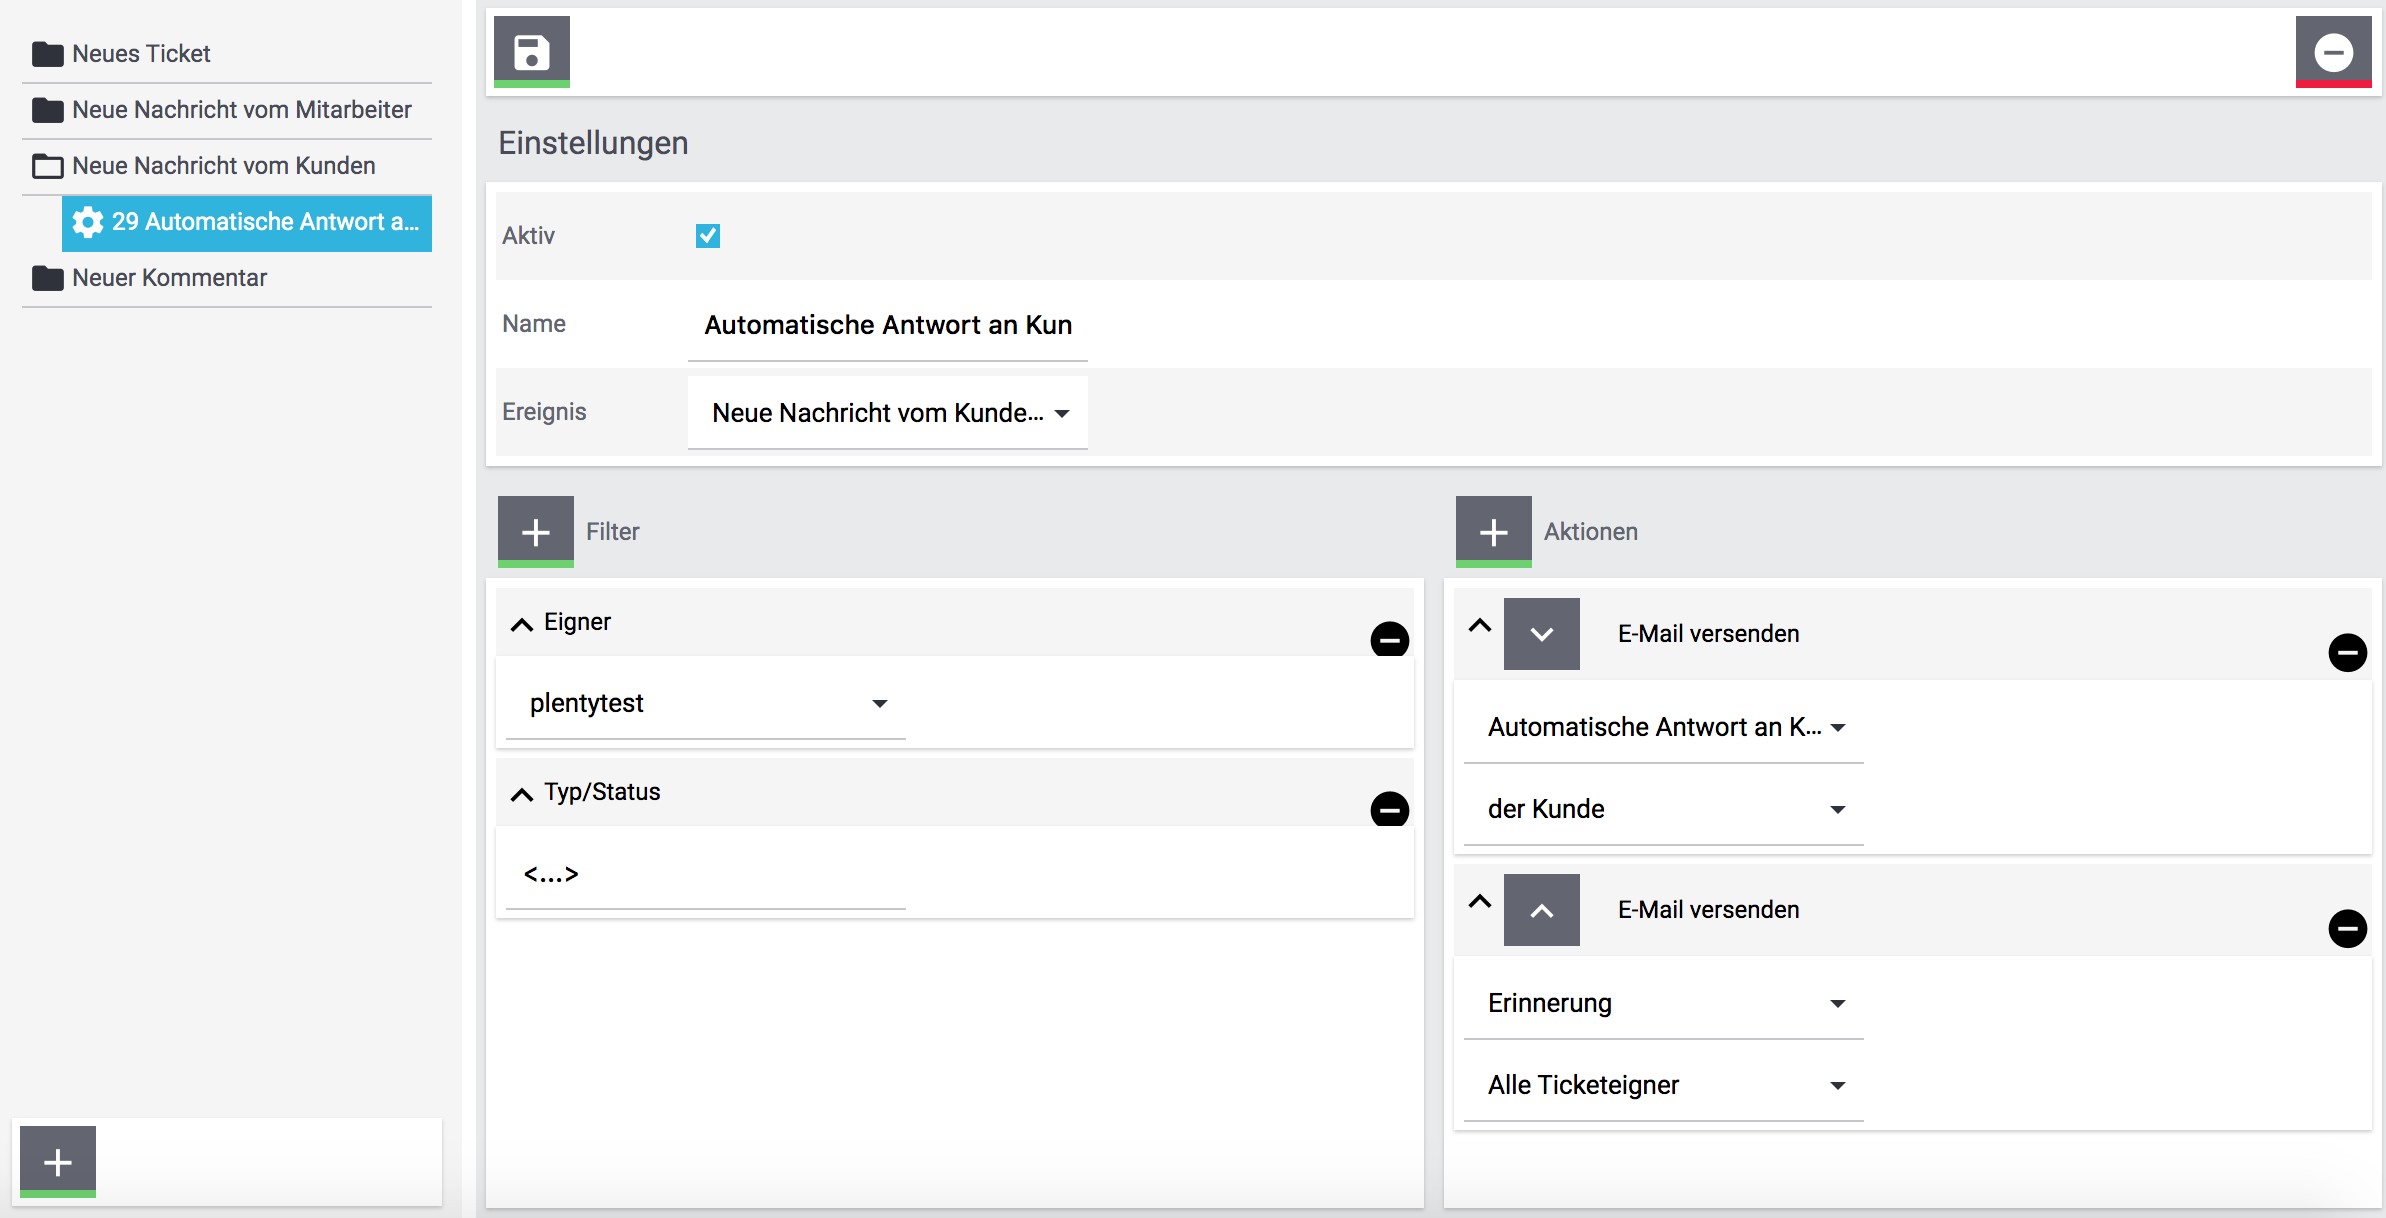 Neues Ticket
Neue Nachricht vom Mitarbeiter
Neue Nachricht vom Kunden
29 Automatische Antwort a...
Neuer Kommentar
Einstellungen
Aktiv
Name
Automatische Antwort an Kun
Ereignis
Neue Nachricht vom Kunde...
Filter
Eigner
plentytest
Typ/Status
<...>
Aktionen
E-Mail versenden
Automatische Antwort an K...
der Kunde
E-Mail versenden
Erinnerung
Alle Ticketeigner